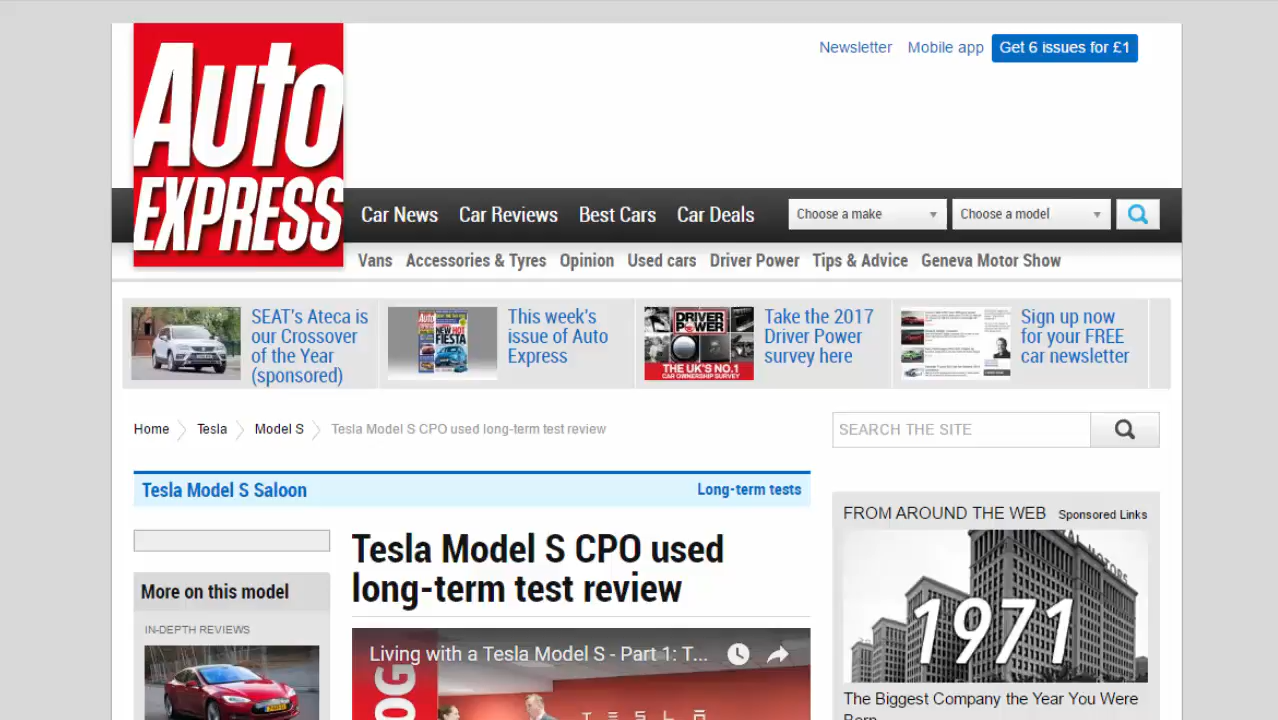 Newsletter Mobile app Get 6 issues for £1
Auto
EXPRESS
Car News Car Reviews Best Cars Car Deals Choose a make Choose a model
Vans Accessories & Tyres Opinion Used cars Driver Power Tips & Advice Geneva Motor Show
SEAT's Ateca is
our Crossover
of the Year
(sponsored)
This week's
issue of Auto
Express
DRIVER
POWER
THE UK'S NO.1
CAR OWNERSHIP SURVEY
Take the 2017
Driver Power
survey here
Sign up now
for your FREE
car newsletter
Home Tesla Model S Tesla Model S CPO used long-term test review
SEARCH THE SITE
Tesla Model S Saloon Long-term tests
FROM AROUND THE WEB Sponsored Links
Tesla Model S CPO used
long-term test review
More on this model
IN-DEPTH REVIEWS
Living with a Tesla Model S - Part 1: T...
TESLA
1971
The Biggest Company the Year You Were